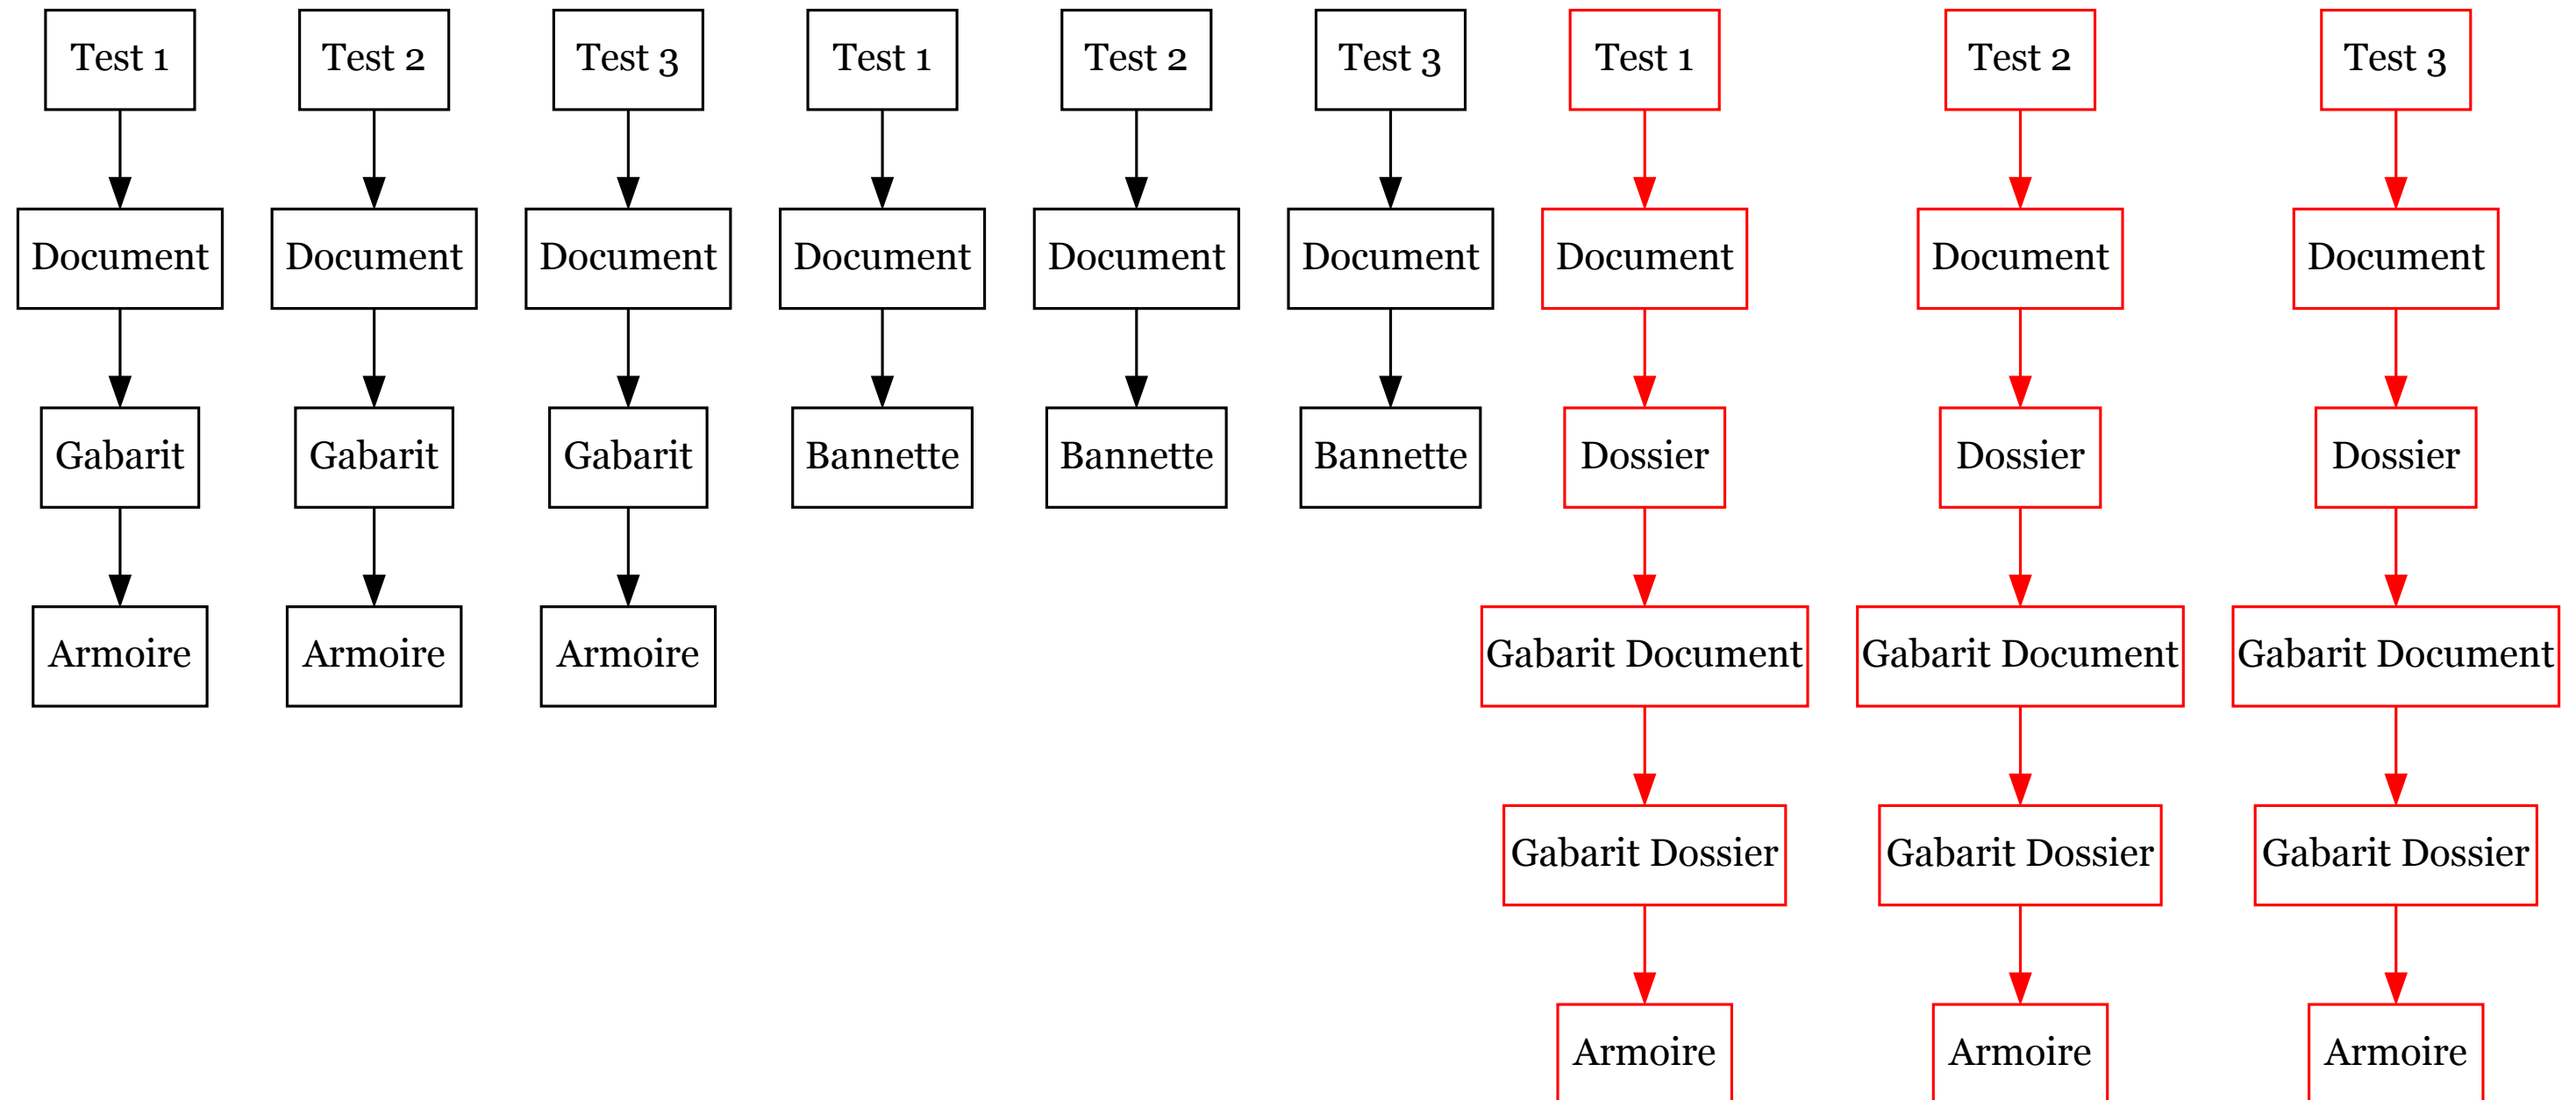 Test 1
Test 2
Test 3
Test 1
Test 2
Test 3
Test 1
Test 2
Test 3
Document
Document
Document
Document
Document
Document
Document
Document
Document
Gabarit
Gabarit
Gabarit
Bannette
Bannette
Bannette
Dossier
Dossier
Dossier
Armoire
Armoire
Armoire
Gabarit Document
Gabarit Document
Gabarit Document
Gabarit Dossier
Gabarit Dossier
Gabarit Dossier
Armoire
Armoire
Armoire